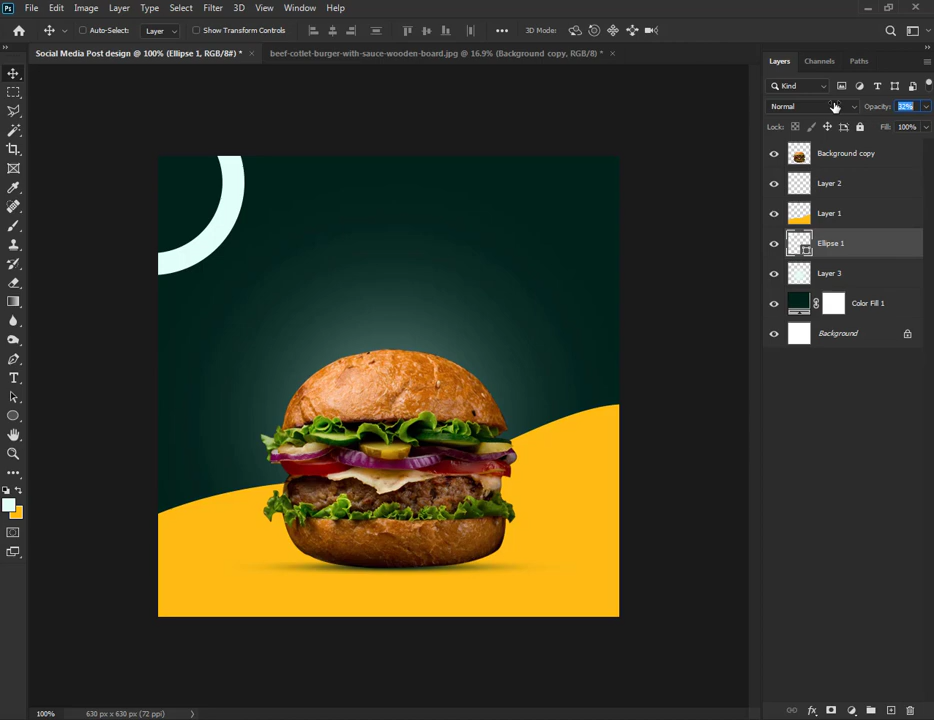 Ps File Edit Image Layer Type Select Filter 3D View Window Help
Auto-Select: Layer Show Transform Controls ••• 3D Mode:
Social Media Post design @ 100% (Ellipse 1, RGB/8#) * × beef-cotlet-burger-with-sauce-wooden-board.jpg @ 16.9% (Background copy, RGB/8) * ×
Layers Channels Paths
Kind
Normal Opacity: 32%
Lock: Fill: 100%
Background copy
Layer 2
Layer 1
Ellipse 1
Layer 3
Color Fill 1
Background
100% 630 px x 630 px (72 ppi)
fx